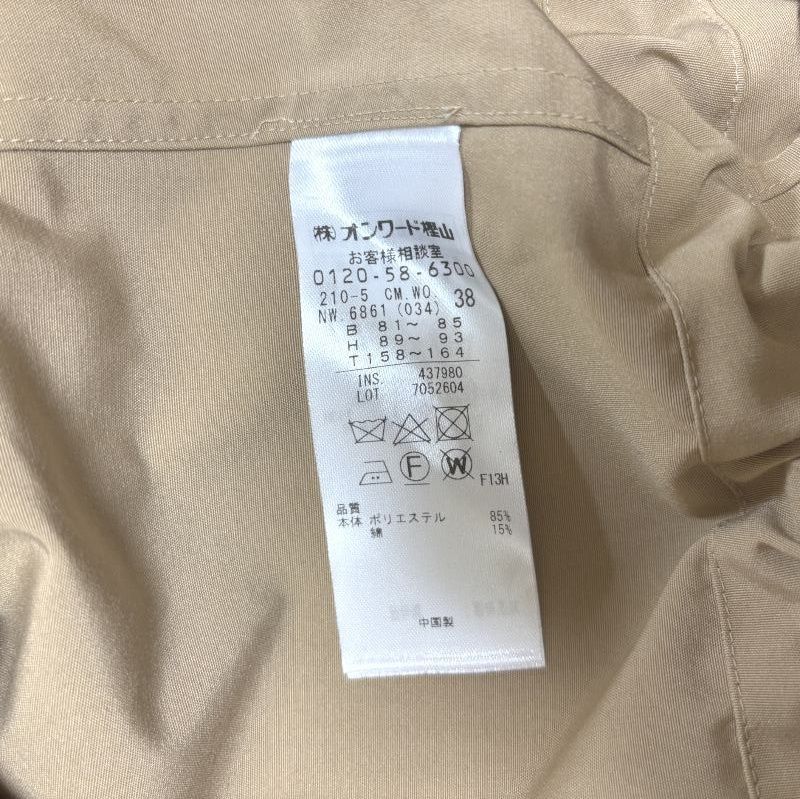 ㈱オンワード樫山
お客様相談室
0120-58-6300
210-5 CM.WO. 38
NW.6861 (034)
B 81〜 85
H 89〜 93
T158〜164
INS. 437980
LOT 7052604
F W F13H
品質
本体 ポリエステル 85%
綿 15%
中国製